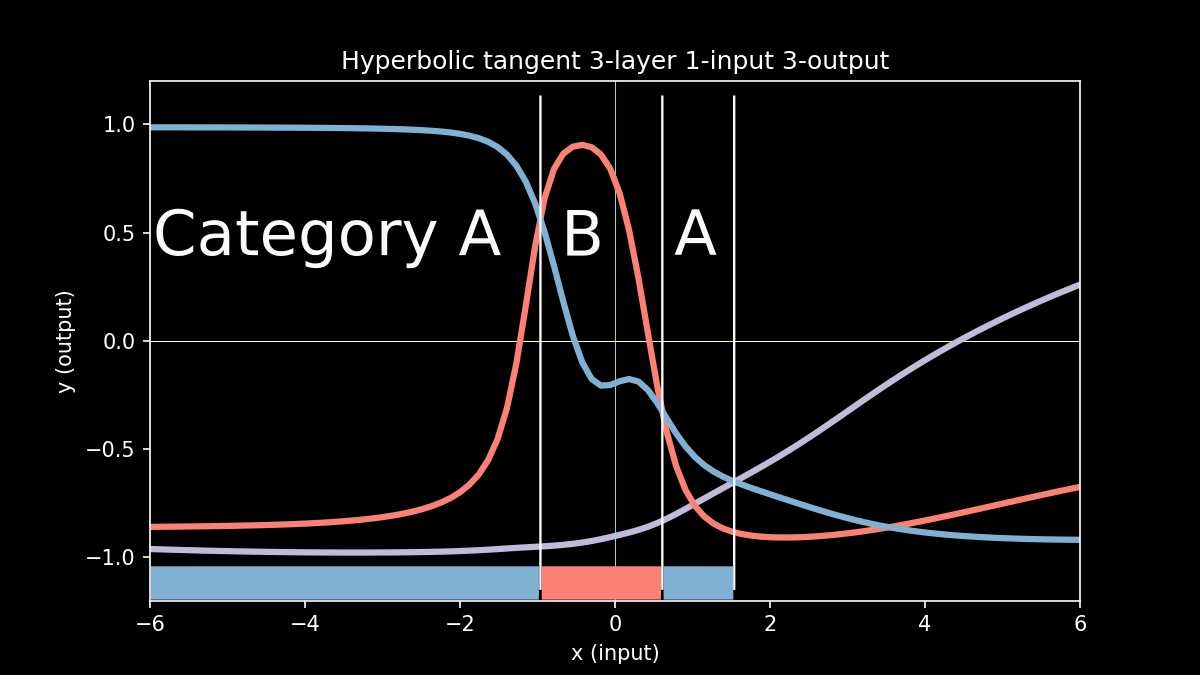 Hyperbolic tangent 3-layer 1-input 3-output
1.0
0.5
0.0
−0.5
−1.0
y (output)
Category A
B
A
−6
−4
−2
0
2
4
6
x (input)